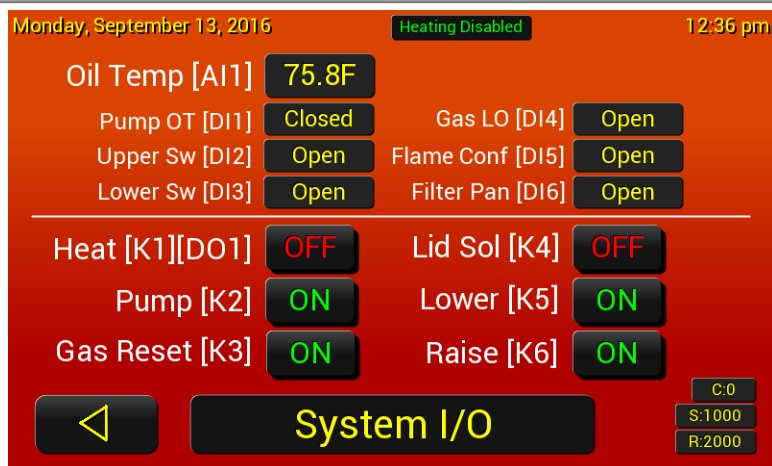 Monday, September 13, 2016 Heating Disabled 12:36 pm
Oil Temp [AI1] 75.8F
Pump OT [DI1] Closed Gas LO [DI4] Open
Upper Sw [DI2] Open Flame Conf [DI5] Open
Lower Sw [DI3] Open Filter Pan [DI6] Open
Heat [K1][DO1] OFF Lid Sol [K4] OFF
Pump [K2] ON Lower [K5] ON
Gas Reset [K3] ON Raise [K6] ON
C:0
System I/O S:1000
R:2000